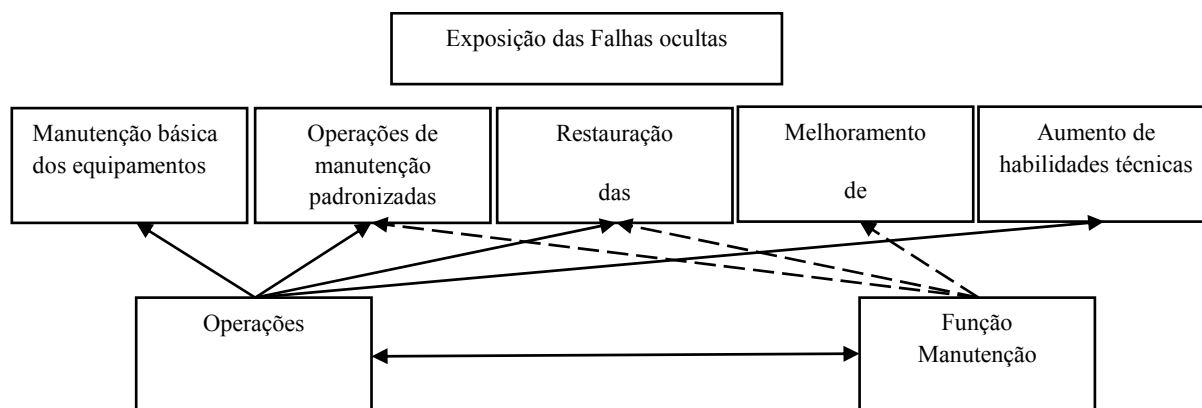 Exposição das Falhas ocultas
Manutenção básica
dos equipamentos
Operações de
manutenção
padronizadas
Restauração
das
Melhoramento
de
Aumento de
habilidades técnicas
Operações
Função
Manutenção